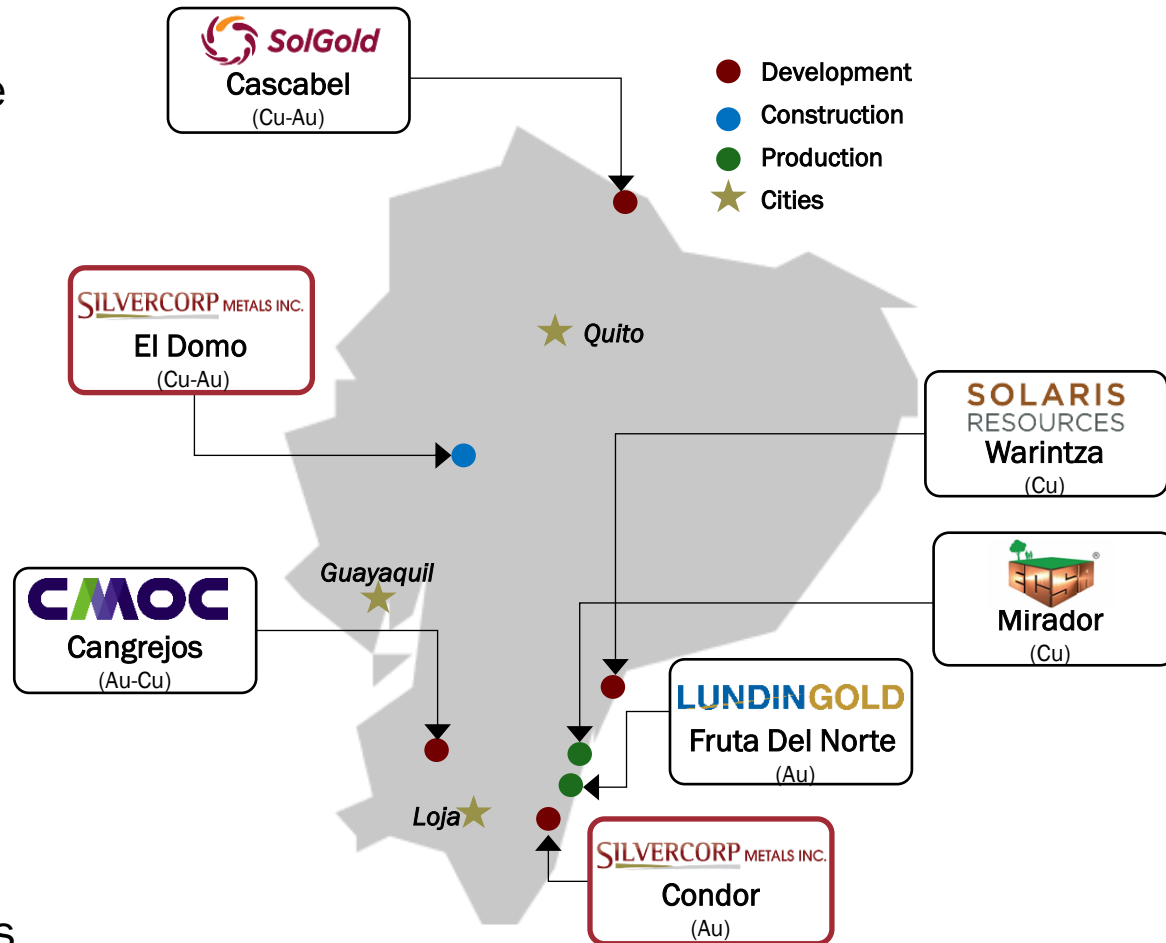 SolGold
Cascabel
(Cu-Au)
Development
Construction
Production
Cities
e
SILVERCORP METALS INC.
El Domo
(Cu-Au)
Quito
SOLARIS
RESOURCES
Warintza
(Cu)
Guayaquil
CMOC
Cangrejos
(Au-Cu)
ECSA
®
Mirador
(Cu)
LUNDINGOLD
Fruta Del Norte
(Au)
Loja
SILVERCORP METALS INC.
Condor
(Au)
s